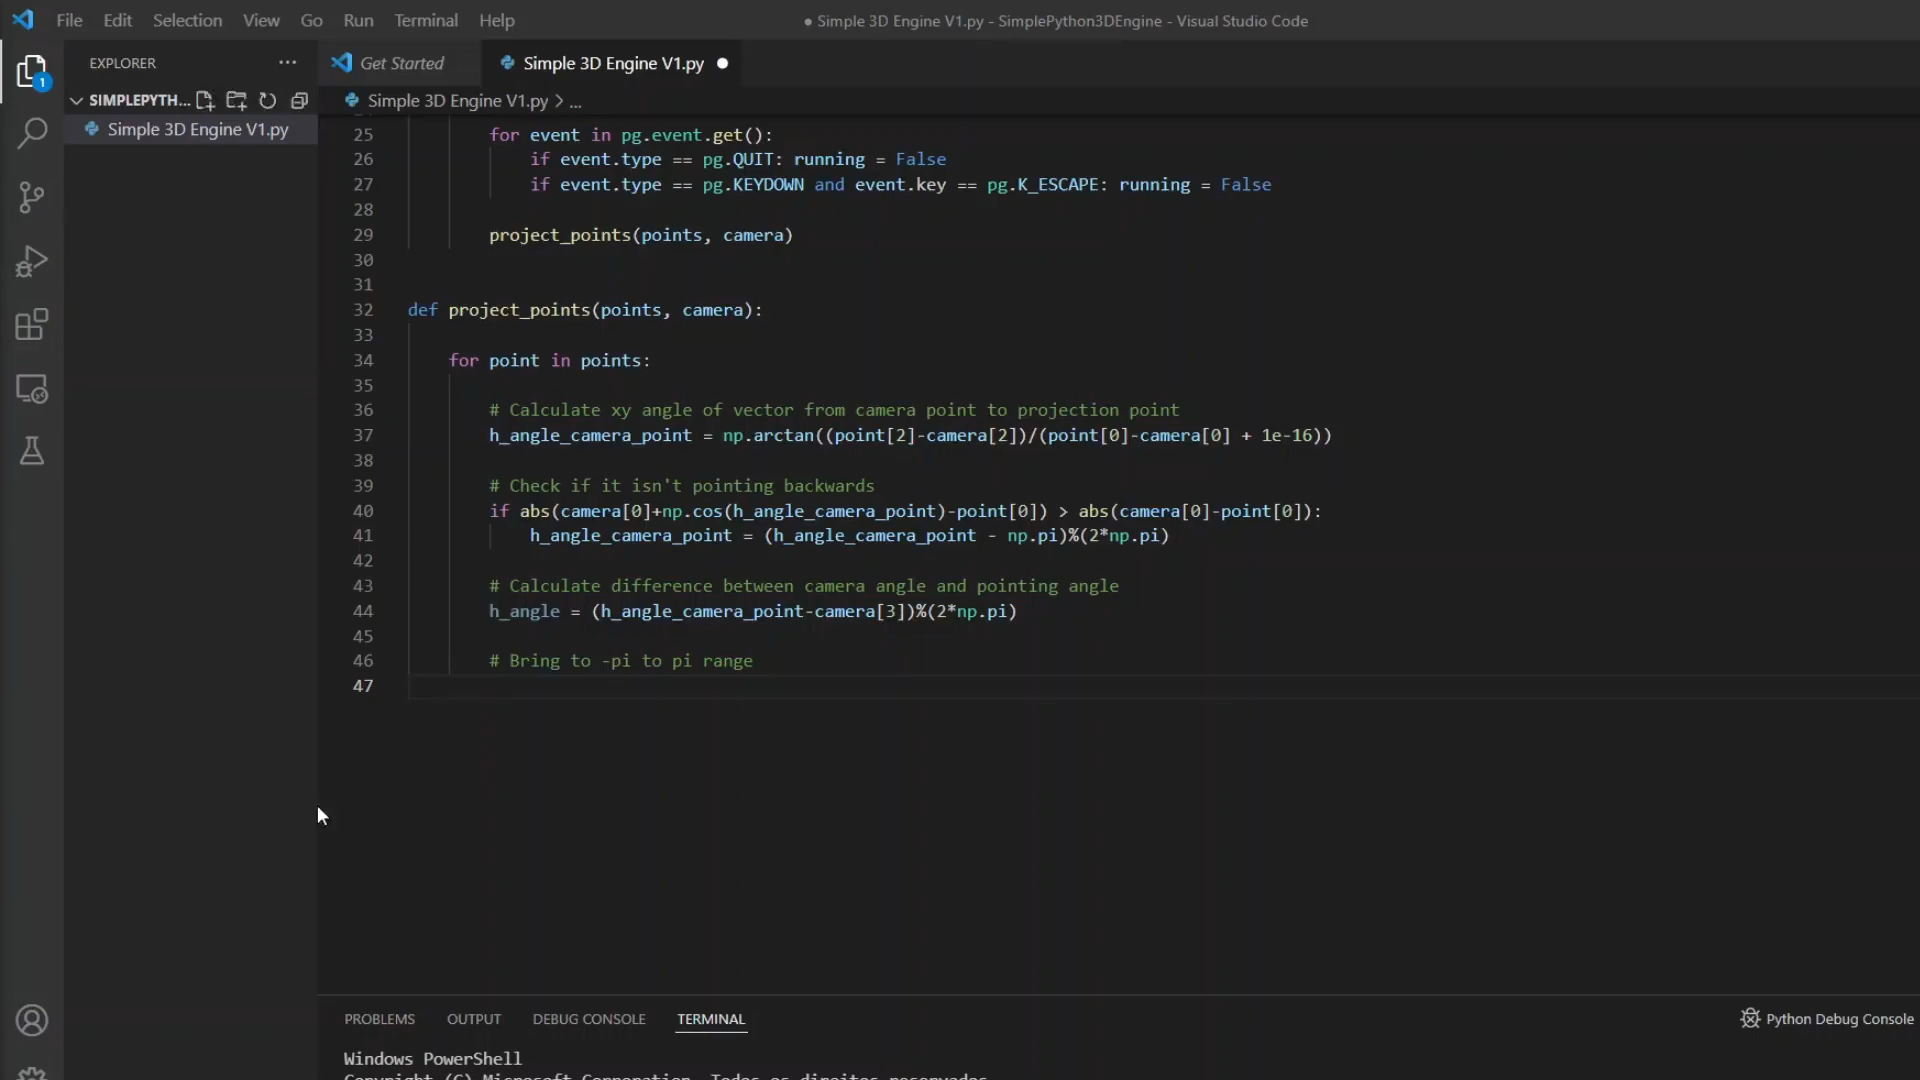 File Edit Selection View Go Run Terminal Help
● Simple 3D Engine V1.py - SimplePython3DEngine - Visual Studio Code
EXPLORER ...
Get Started
Simple 3D Engine V1.py ●
1
SIMPLEPYTH...
Simple 3D Engine V1.py > ...
Simple 3D Engine V1.py
25 for event in pg.event.get():
26 if event.type == pg.QUIT: running = False
27 if event.type == pg.KEYDOWN and event.key == pg.K_ESCAPE: running = False
28
29 project_points(points, camera)
30
31
32 def project_points(points, camera):
33
34 for point in points:
35
36 # Calculate xy angle of vector from camera point to projection point
37 h_angle_camera_point = np.arctan((point[2]-camera[2])/(point[0]-camera[0] + 1e-16))
38
39 # Check if it isn't pointing backwards
40 if abs(camera[0]+np.cos(h_angle_camera_point)-point[0]) > abs(camera[0]-point[0]):
41 h_angle_camera_point = (h_angle_camera_point - np.pi)%(2*np.pi)
42
43 # Calculate difference between camera angle and pointing angle
44 h_angle = (h_angle_camera_point-camera[3])%(2*np.pi)
45
46 # Bring to -pi to pi range
47
PROBLEMS OUTPUT DEBUG CONSOLE TERMINAL
Python Debug Console
Windows PowerShell
Copyright (C) Microsoft Corporation. Todos os direitos reservados